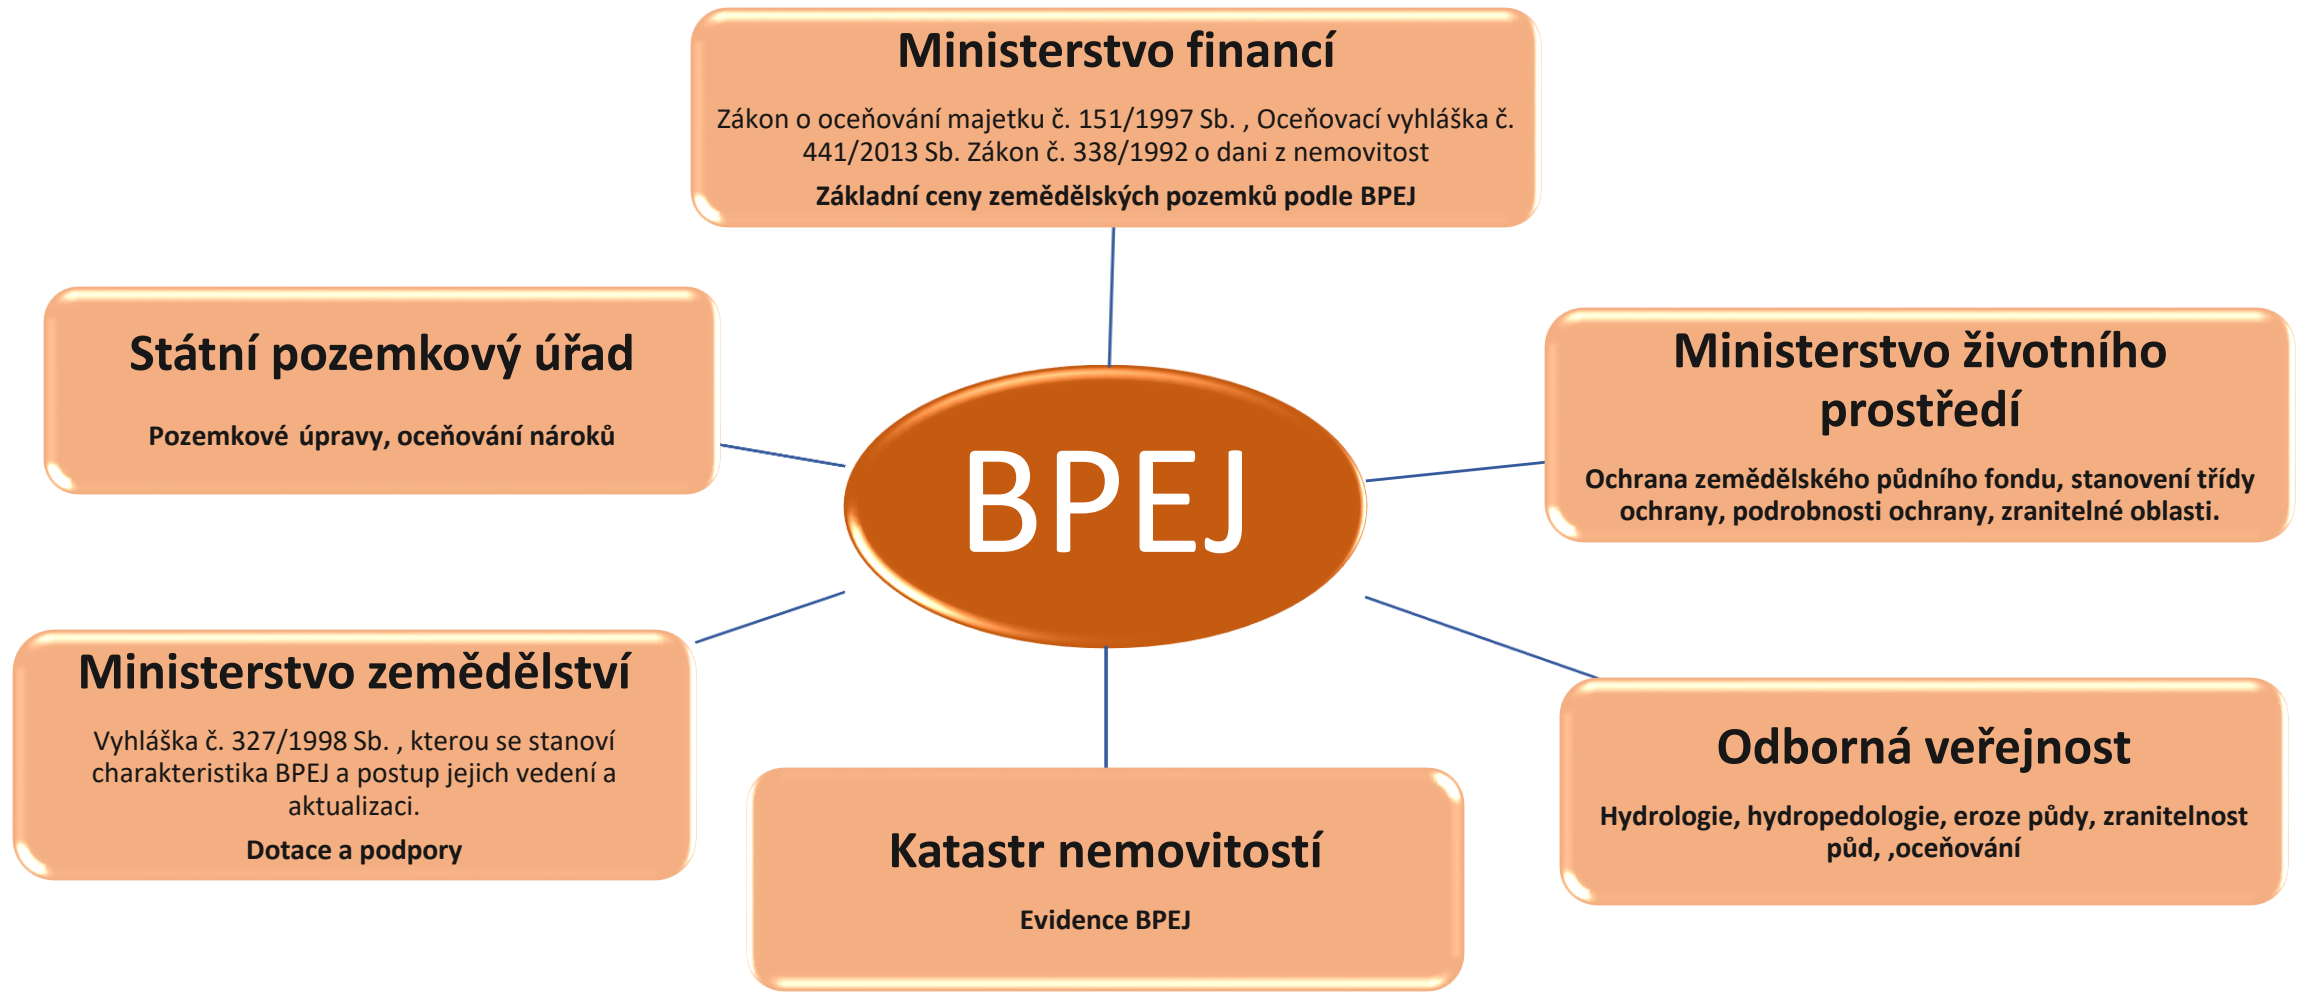 Ministerstvo financí
Zákon o oceňování majetku č. 151/1997 Sb. , Oceňovací vyhláška č.
441/2013 Sb. Zákon č. 338/1992 o dani z nemovitost
Základní ceny zemědělských pozemků podle BPEJ
Státní pozemkový úřad
Pozemkové úpravy, oceňování nároků
Ministerstvo životního
prostředí
Ochrana zemědělského půdního fondu, stanovení třídy
ochrany, podrobnosti ochrany, zranitelné oblasti.
BPEJ
Ministerstvo zemědělství
Vyhláška č. 327/1998 Sb. , kterou se stanoví
charakteristika BPEJ a postup jejich vedení a
aktualizaci.
Dotace a podpory
Katastr nemovitostí
Evidence BPEJ
Odborná veřejnost
Hydrologie, hydropedologie, eroze půdy, zranitelnost
půd, ,oceňování